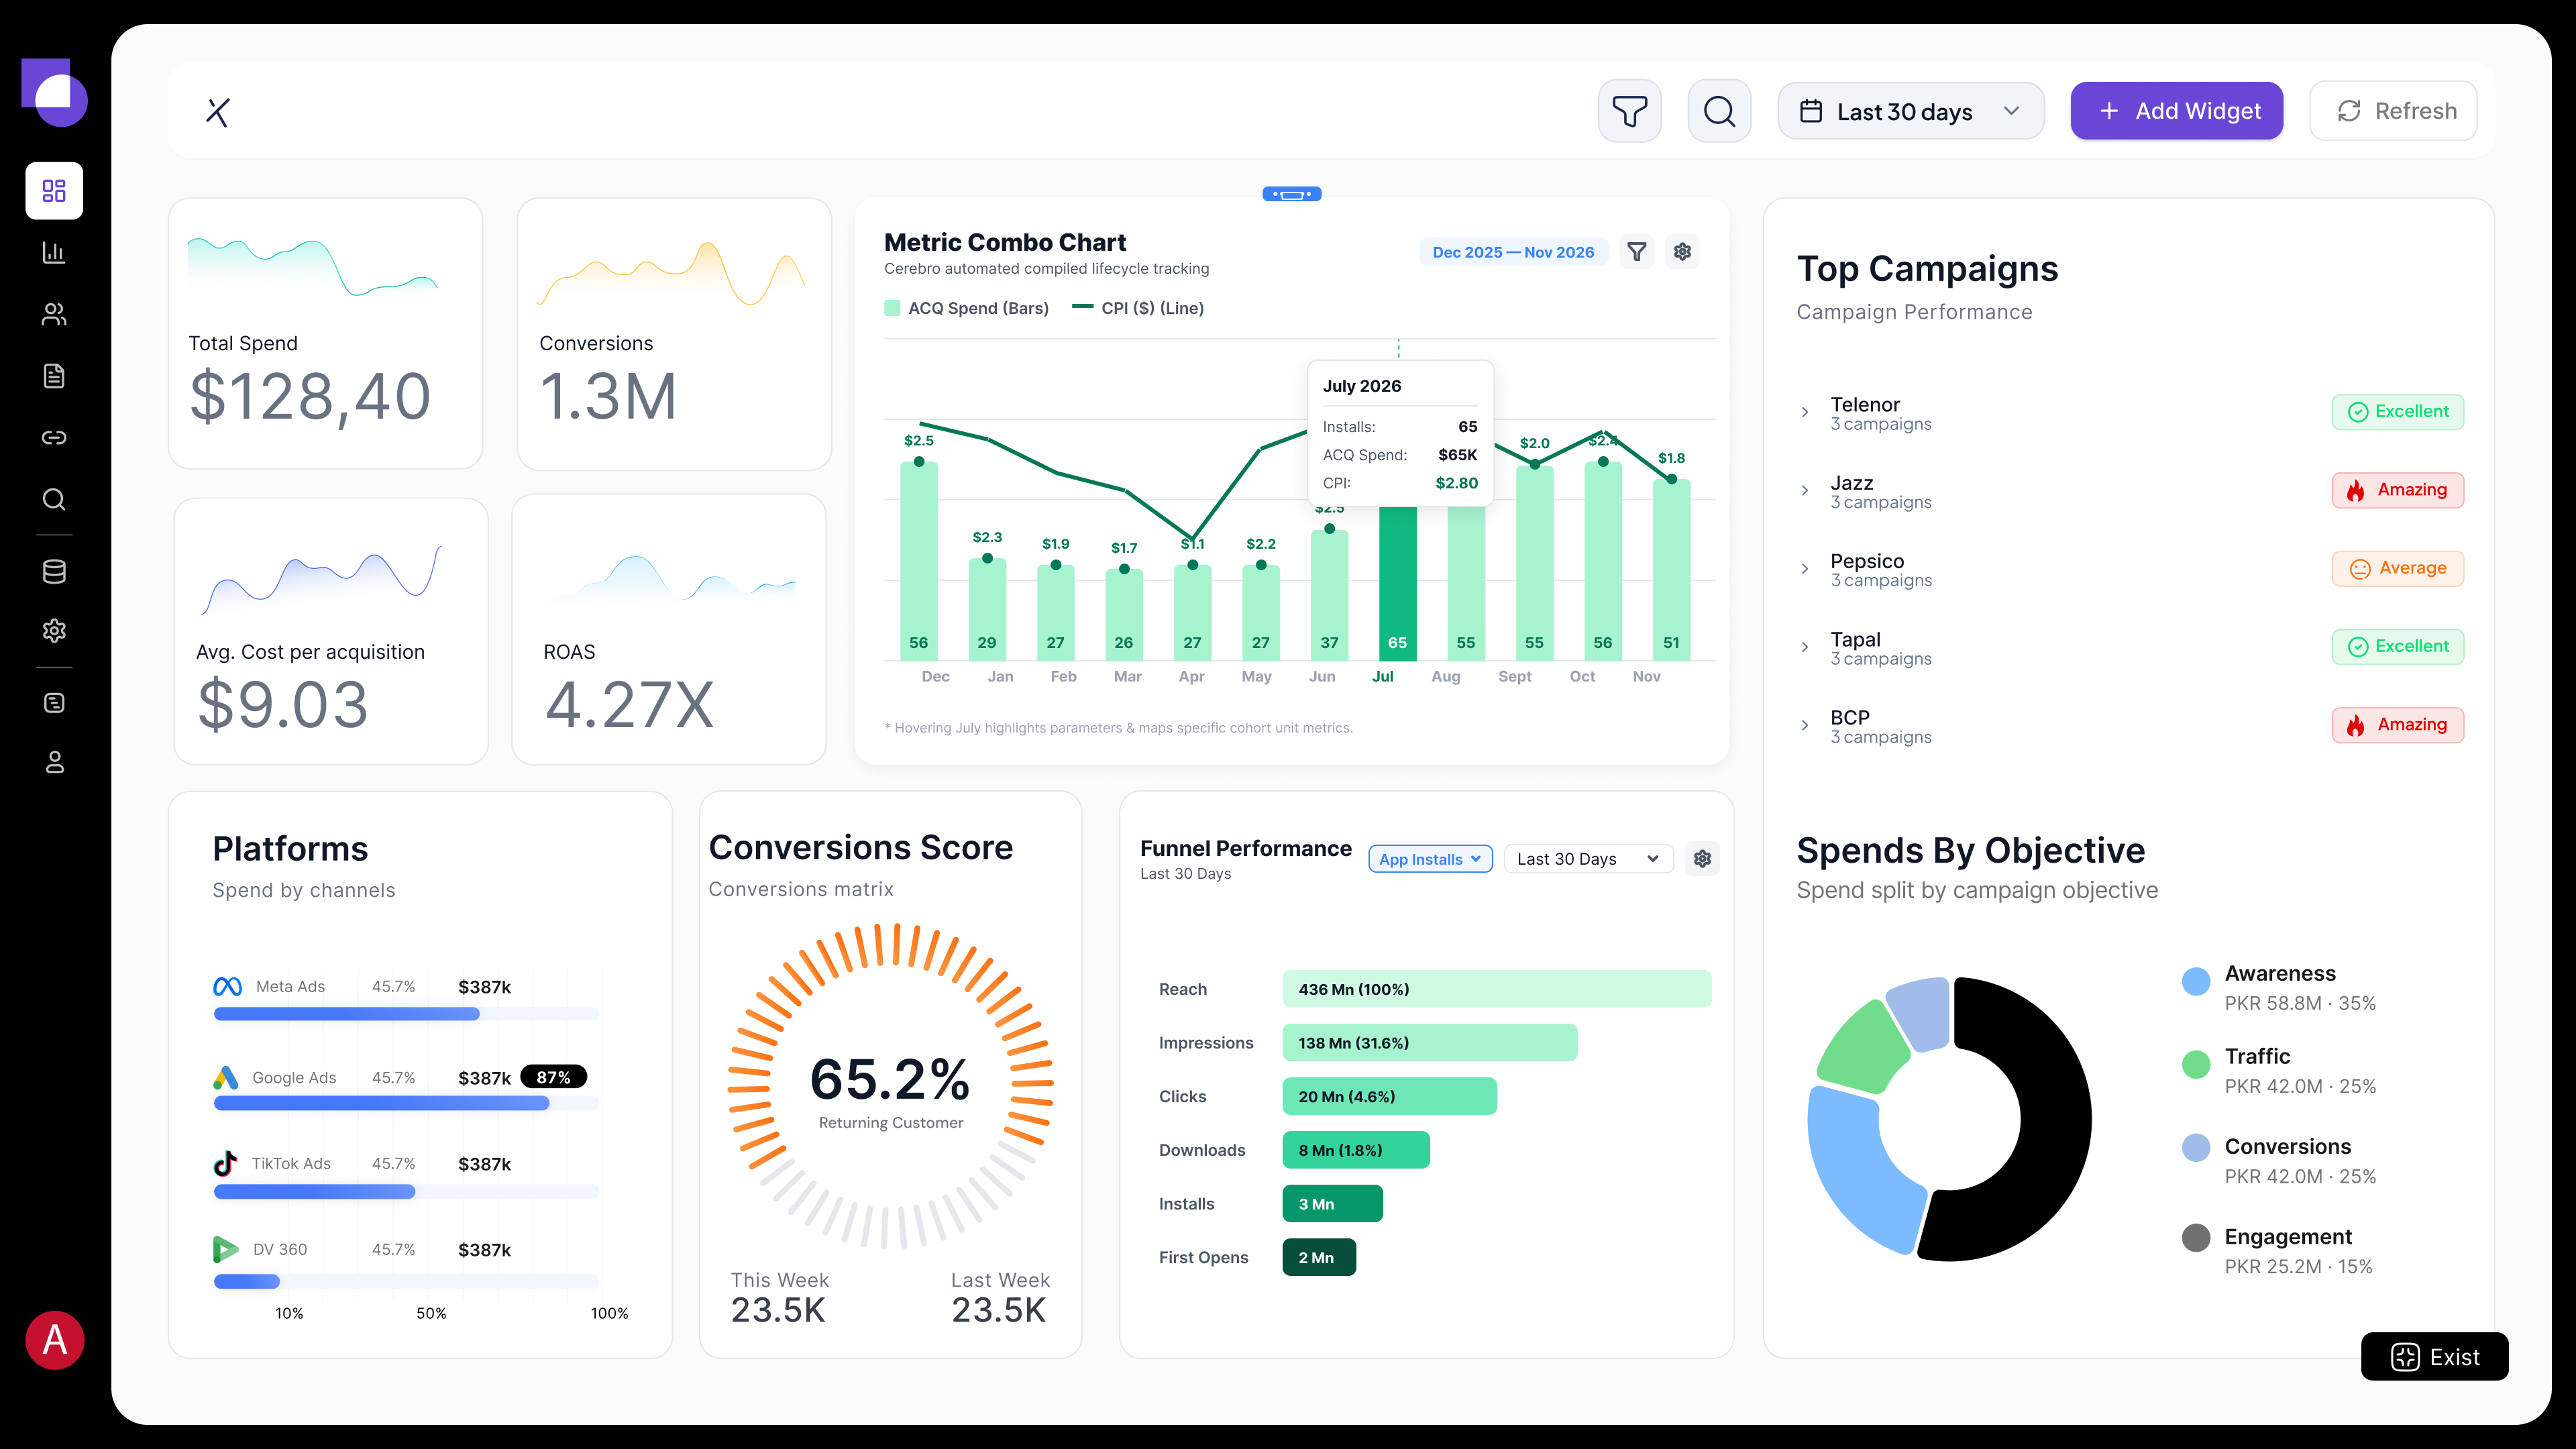 Last 30 days
+ Add Widget
Refresh
Total Spend
$128,40
Conversions
1.3M
Avg. Cost per acquisition
$9.03
ROAS
4.27X
Metric Combo Chart
Cerebro automated compiled lifecycle tracking
Dec 2025 — Nov 2026
ACQ Spend (Bars)
CPI ($) (Line)
July 2026
Installs: 65
ACQ Spend: $65K
CPI: $2.80
$2.5 $2.3 $1.9 $1.7 $1.1 $2.2 $2.5 $2.0 $2.4 $1.8
56 29 27 26 27 27 37 65 55 55 56 51
Dec Jan Feb Mar Apr May Jun Jul Aug Sept Oct Nov
* Hovering July highlights parameters & maps specific cohort unit metrics.
Top Campaigns
Campaign Performance
Telenor
3 campaigns
Excellent
Jazz
3 campaigns
Amazing
Pepsico
3 campaigns
Average
Tapal
3 campaigns
Excellent
BCP
3 campaigns
Amazing
Platforms
Spend by channels
Meta Ads 45.7% $387k
Google Ads 45.7% $387k 87%
TikTok Ads 45.7% $387k
DV 360 45.7% $387k
10% 50% 100%
Conversions Score
Conversions matrix
65.2%
Returning Customer
This Week
23.5K
Last Week
23.5K
Funnel Performance
Last 30 Days
App Installs
Last 30 Days
Reach 436 Mn (100%)
Impressions 138 Mn (31.6%)
Clicks 20 Mn (4.6%)
Downloads 8 Mn (1.8%)
Installs 3 Mn
First Opens 2 Mn
Spends By Objective
Spend split by campaign objective
Awareness
PKR 58.8M · 35%
Traffic
PKR 42.0M · 25%
Conversions
PKR 42.0M · 25%
Engagement
PKR 25.2M · 15%
A
Exist